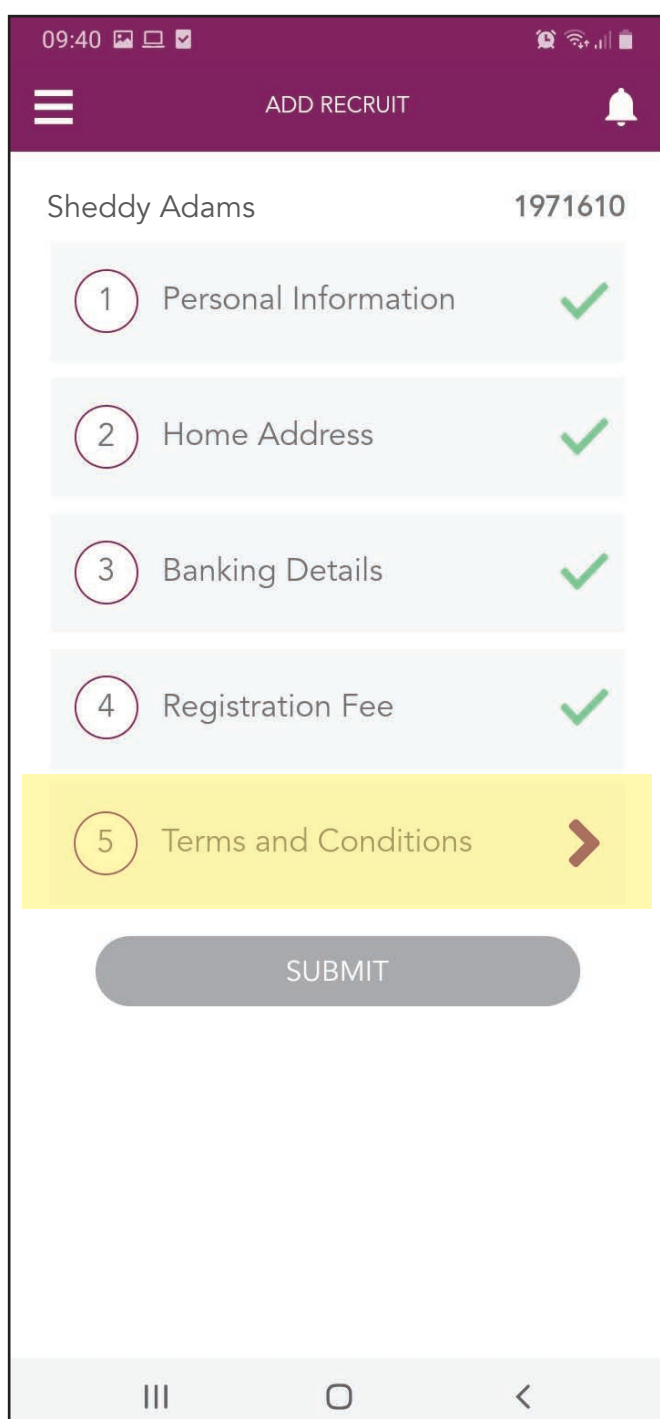 09:40
ADD RECRUIT
Sheddy Adams 1971610
1 Personal Information
2 Home Address
3 Banking Details
4 Registration Fee
5 Terms and Conditions
SUBMIT